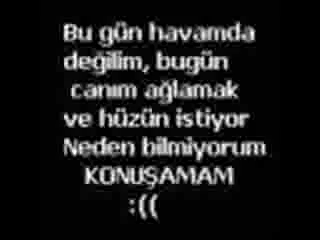 Bu gün havamda
değilim, bugün
canım ağlamak
ve hüzün istiyor
Neden bilmiyorum
KONUŞAMAM
:((